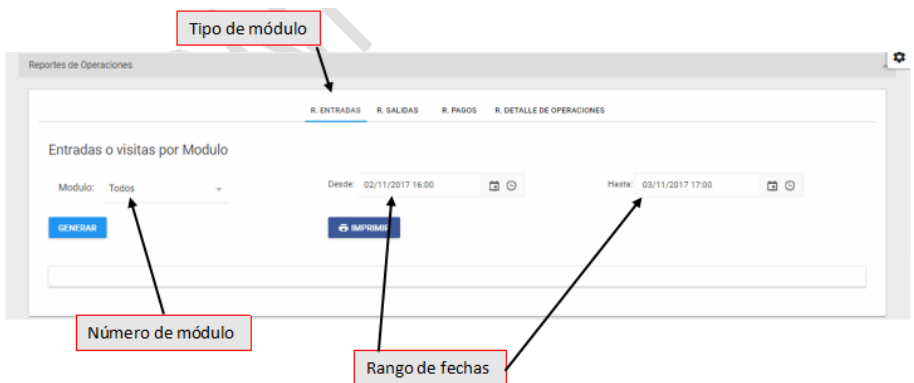 Tipo de módulo
Reportes de Operaciones
R. ENTRADAS R. SALIDAS R. PAGOS R. DETALLE DE OPERACIONES
Entradas o visitas por Modulo
Modulo: Todos Desde: 02/11/2017 16:00 Hasta: 03/11/2017 17:00
GENERAR IMPRIMIR
Número de módulo
Rango de fechas